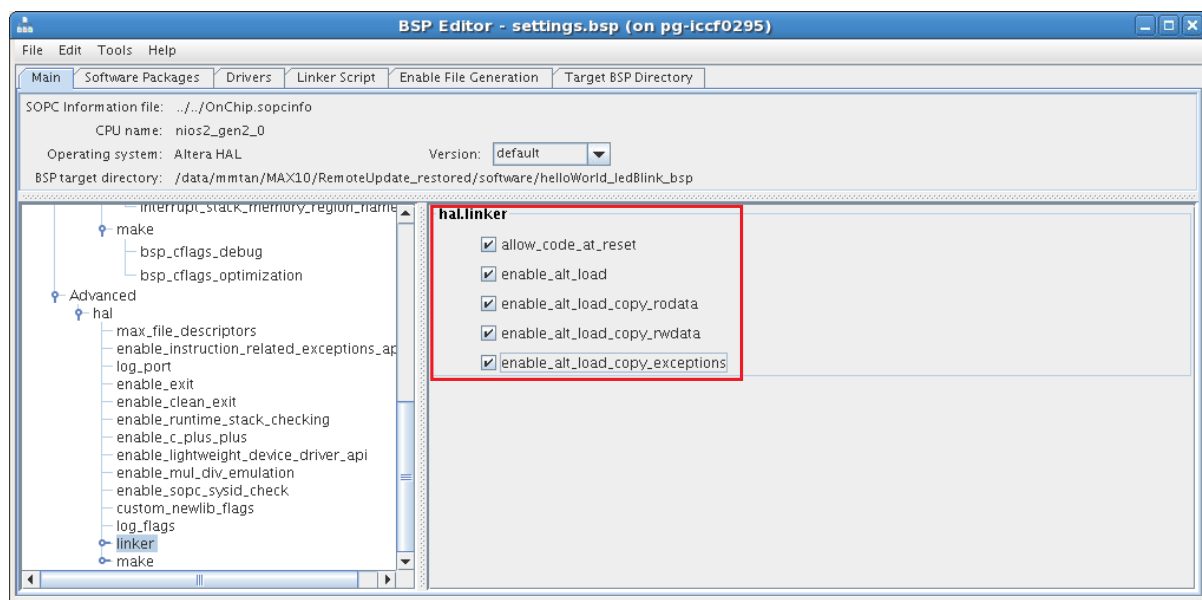 BSP Editor - settings.bsp (on pg-iccf0295)
File Edit Tools Help
Main Software Packages Drivers Linker Script Enable File Generation Target BSP Directory
SOPC Information file: ../../OnChip.sopcinfo
CPU name: nios2_gen2_0
Operating system: Altera HAL Version: default
BSP target directory: /data/mmtan/MAX10/RemoteUpdate_restored/software/helloWorld_ledBlink_bsp
interrupt_stack_memory_region_name
make
bsp_cflags_debug
bsp_cflags_optimization
Advanced
hal
max_file_descriptors
enable_instruction_related_exceptions_ap
log_port
enable_exit
enable_clean_exit
enable_runtime_stack_checking
enable_c_plus_plus
enable_lightweight_device_driver_api
enable_mul_div_emulation
enable_sopc_sysid_check
custom_newlib_flags
log_flags
linker
make
hal.linker
allow_code_at_reset
enable_alt_load
enable_alt_load_copy_rodata
enable_alt_load_copy_rwdata
enable_alt_load_copy_exceptions